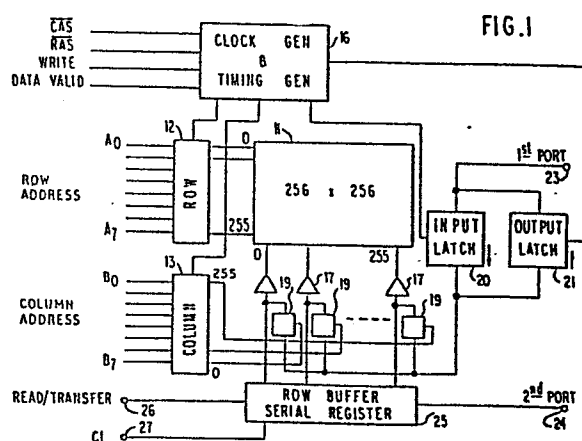 FIG.1
CAS
RAS
WRITE
DATA VALID
CLOCK GEN
&
TIMING GEN
16
12
A0
ROW
ADDRESS
A7
ROW
0
255
11
256 x 256
0
255
1st PORT
23
INPUT
LATCH
20
OUTPUT
LATCH
21
13
B0
COLUMN
ADDRESS
B7
COLUMN
255
0
17
17
19
19
19
READ/TRANSFER
26
27
C1
ROW BUFFER
SERIAL
REGISTER
25
2nd PORT
24